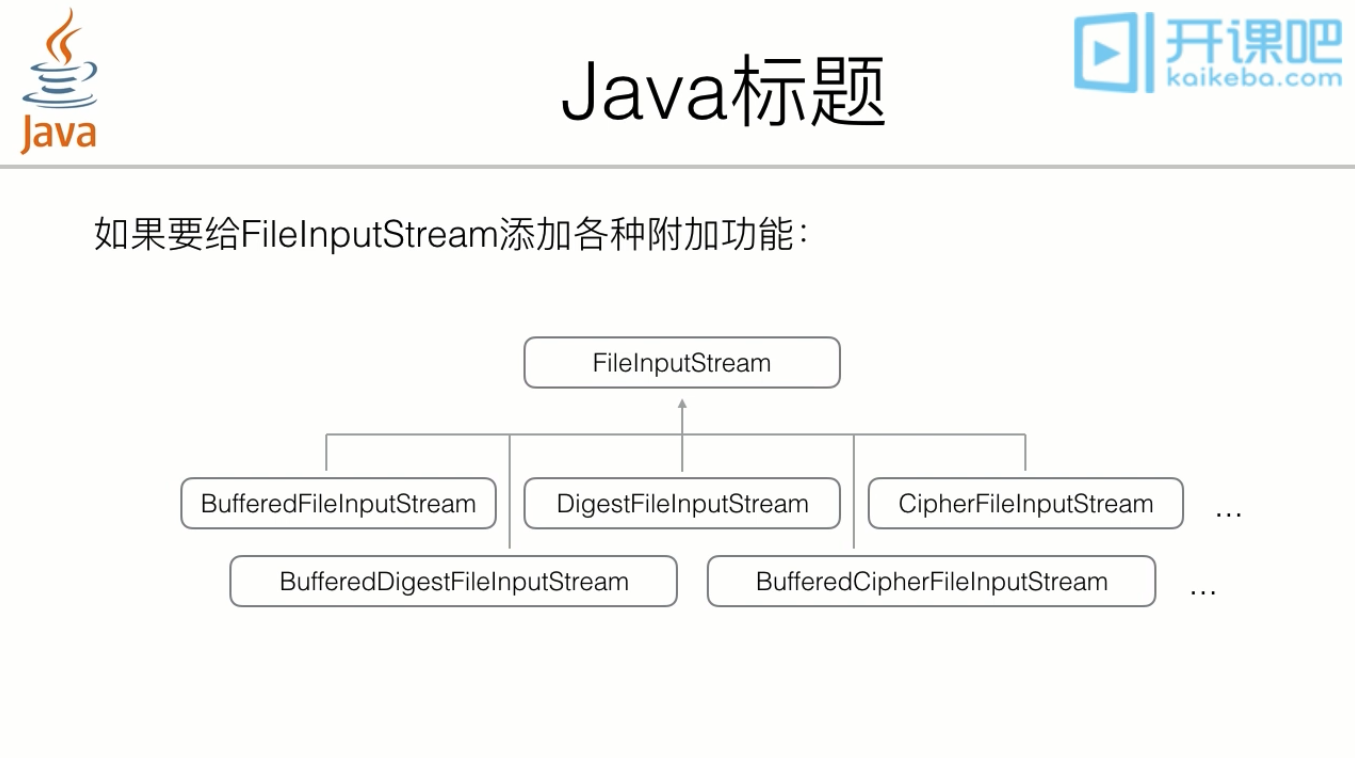 Java
Java标题
开课吧
kaikeba.com
如果要给FileInputStream添加各种附加功能：
FileInputStream
BufferedFileInputStream
DigestFileInputStream
CipherFileInputStream
...
BufferedDigestFileInputStream
BufferedCipherFileInputStream
...